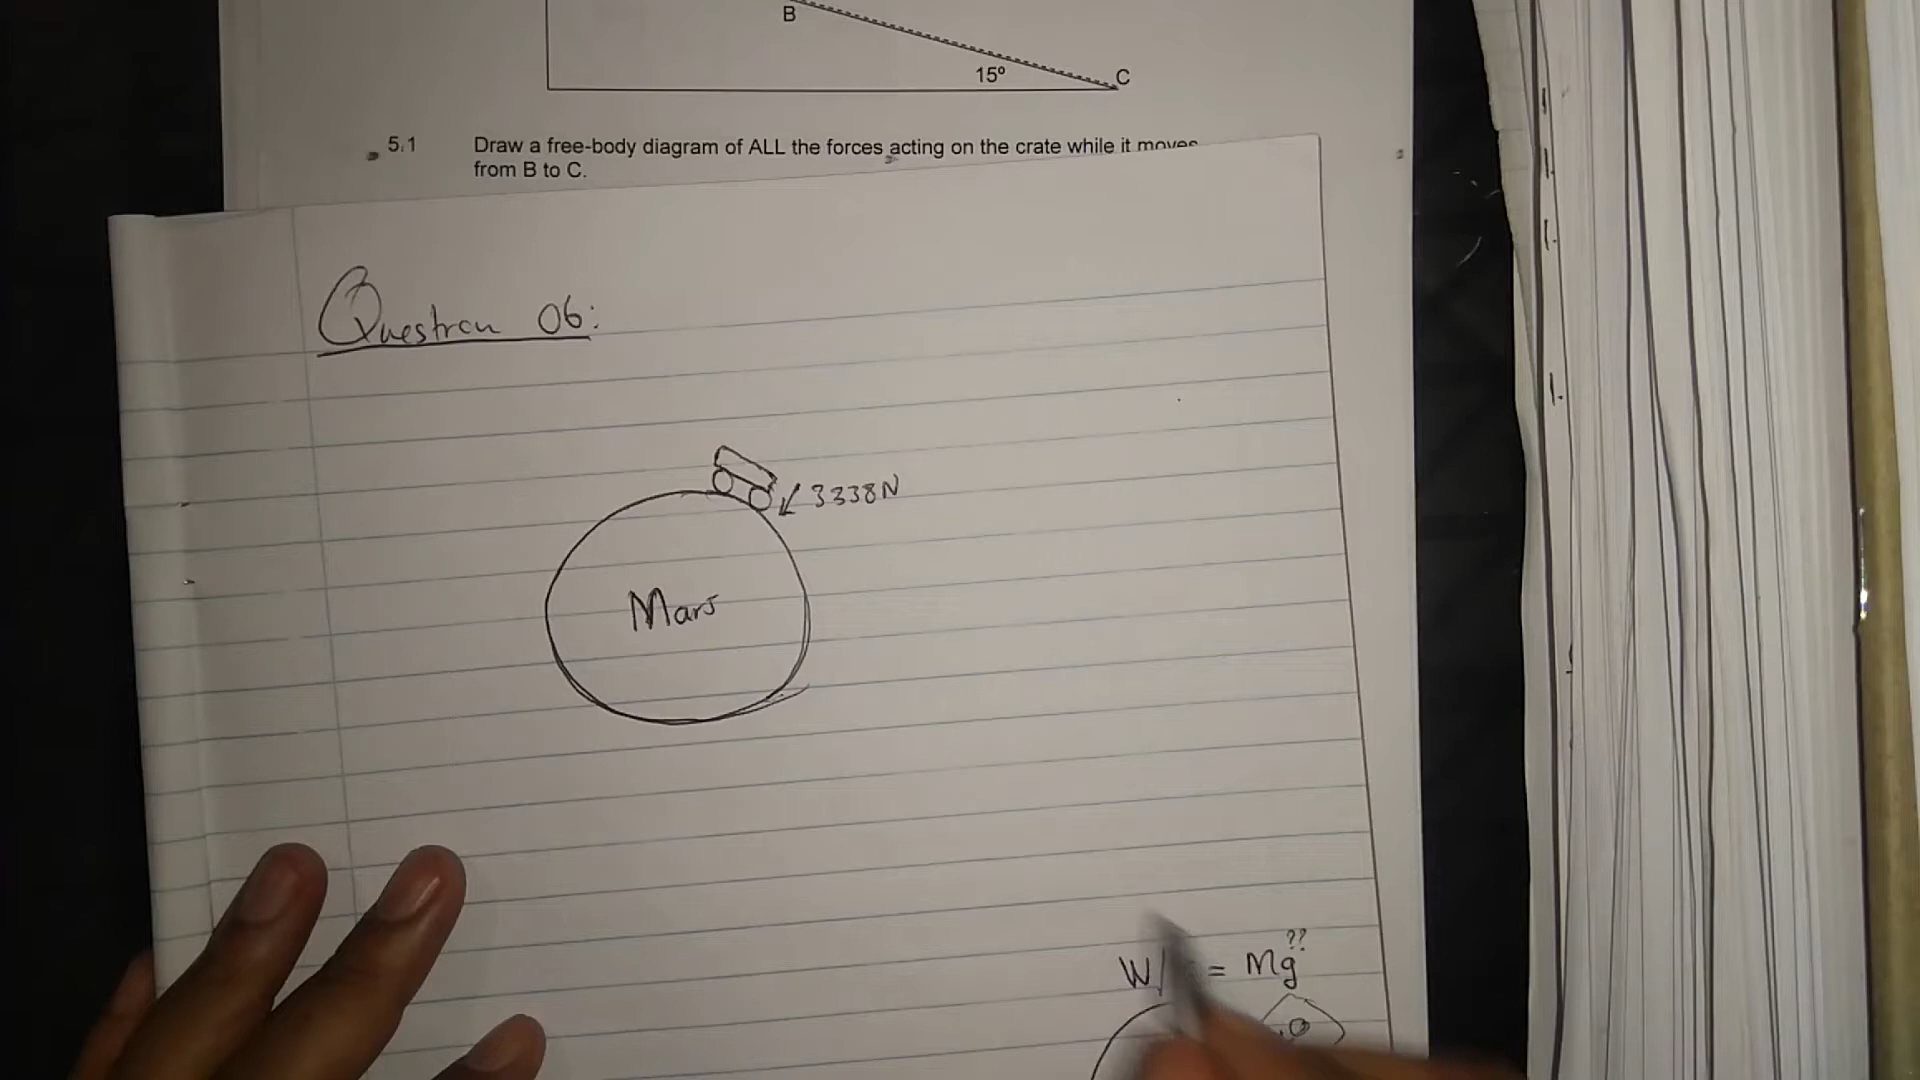 B
15º
C
5.1 Draw a free-body diagram of ALL the forces acting on the crate while it moves
from B to C.
Question 06:
3338N
Mars
??
W/ = Mg